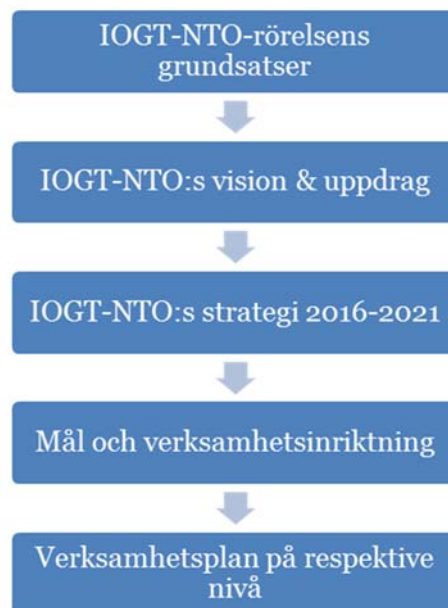 IOGT-NTO-rörelsens
grundsatser
IOGT-NTO:s vision & uppdrag
IOGT-NTO:s strategi 2016-2021
Mål och verksamhetsinriktning
Verksamhetsplan på respektive
nivå